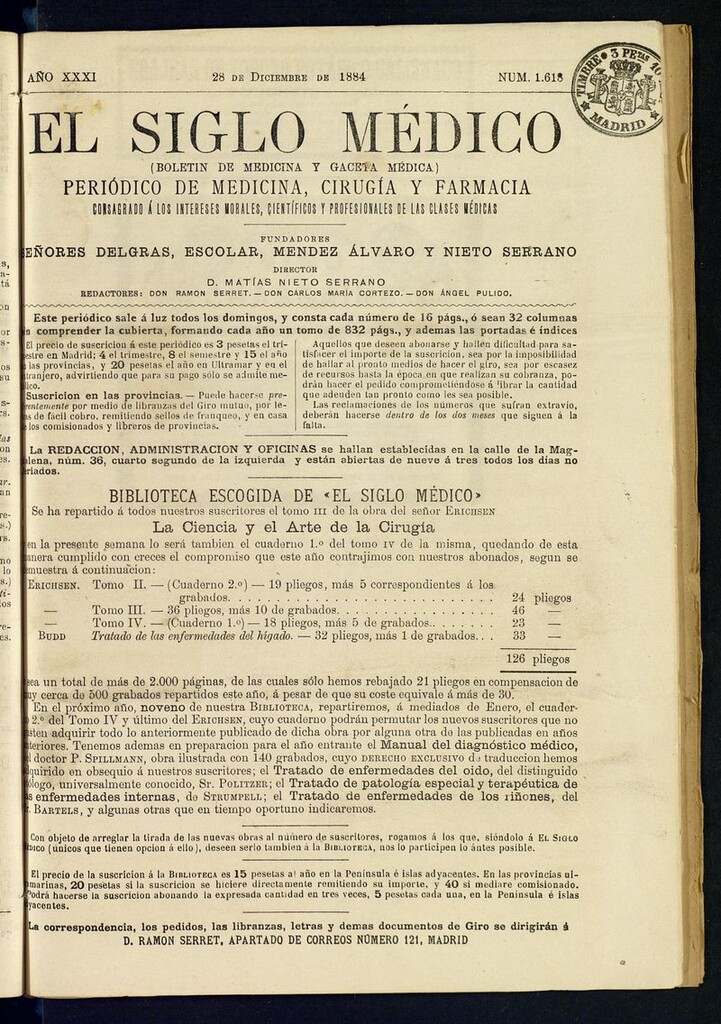 AÑO XXXI 28 DE DICIEMBRE DE 1884 NUM. 1.618
TIMBRE 3 PEtas 10
MADRID
EL SIGLO MÉDICO
(BOLETIN DE MEDICINA Y GACETA MÉDICA)
PERIÓDICO DE MEDICINA, CIRUGÍA Y FARMACIA
CONSAGRADO Á LOS INTERESES MORALES, CIENTÍFICOS Y PROFESIONALES DE LAS CLASES MÉDICAS
FUNDADORES
EÑORES DELGRAS, ESCOLAR, MENDEZ ÁLVARO Y NIETO SERRANO
DIRECTOR
D. MATÍAS NIETO SERRANO
REDACTORES: DON RAMON SERRET. — DON CARLOS MARÍA CORTEZO. — DON ÁNGEL PULIDO.
Este periódico sale á luz todos los domingos, y consta cada número de 16 págs., ó sean 32 columnas
n comprender la cubierta, formando cada año un tomo de 832 págs., y ademas las portadas é índices
El precio de suscricion á este periódico es 3 pesetas el tri-
estre en Madrid; 4 el trimestre, 8 el semestre y 15 el año
las provincias, y 20 pesetas el año en Ultramar y en el
tranjero, advirtiendo que para su pago sólo se admite me-
lico.
Suscricion en las provincias. — Puede hacerse pre-
entemente por medio de libranzas del Giro mutuo, por le-
s de fácil cobro, remitiendo sellos de franqueo, y en casa
los comisionados y libreros de provincias.
Aquellos que deseen abonarse y hallen dificultad para sa-
tisfacer el importe de la suscricion, sea por la imposibilidad
de hallar al pronto medios de hacer el giro, sea por escasez
de recursos hasta la época en que realizan su cobranza, po-
drán hacer el pedido comprometiéndose á librar la cantidad
que adeuden tan pronto como les sea posible.
Las reclamaciones de los números que sufran extravío,
deberán hacerse dentro de los dos meses que siguen á la
falta.
La REDACCION, ADMINISTRACION Y OFICINAS se hallan establecidas en la calle de la Mag-
lena, núm. 36, cuarto segundo de la izquierda y están abiertas de nueve á tres todos los días no
riados.
BIBLIOTECA ESCOGIDA DE «EL SIGLO MÉDICO»
Se ha repartido á todos nuestros suscritores el tomo III de la obra del señor ERICHSEN
La Ciencia y el Arte de la Cirugía
en la presente semana lo será tambien el cuaderno 1.º del tomo IV de la misma, quedando de esta
anera cumplido con creces el compromiso que este año contrajimos con nuestros abonados, segun se
muestra á continuacion:
ERICHSEN. Tomo II. — (Cuaderno 2.º) — 19 pliegos, más 5 correspondientes á los
grabados. . . . . . . . . . 24 pliegos
— Tomo III. — 36 pliegos, más 10 de grabados. . . . . . . . . . 46 —
— Tomo IV. — (Cuaderno 1.º) — 18 pliegos, más 5 de grabados. . . . . . 23 —
BUDD Tratado de las enfermedades del hígado. — 32 pliegos, más 1 de grabados. . . 33 —
126 pliegos
sea un total de más de 2.000 páginas, de las cuales sólo hemos rebajado 21 pliegos en compensacion de
uy cerca de 500 grabados repartidos este año, á pesar de que su coste equivale á más de 30.
En el próximo año, noveno de nuestra BIBLIOTECA, repartiremos, á mediados de Enero, el cuader-
2.º del Tomo IV y último del ERICHSEN, cuyo cuaderno podrán permutar los nuevos suscritores que no
sten adquirir todo lo anteriormente publicado de dicha obra por alguna otra de las publicadas en años
teriores. Tenemos ademas en preparacion para el año entrante el Manual del diagnóstico médico,
l doctor P. SPILLMANN, obra ilustrada con 140 grabados, cuyo DERECHO EXCLUSIVO de traduccion hemos
quirido en obsequio á nuestros suscritores; el Tratado de enfermedades del oido, del distinguido
ólogo, universalmente conocido, Sr. POLITZER; el Tratado de patología especial y terapéutica de
s enfermedades internas, de STRUMPELL; el Tratado de enfermedades de los riñones, del
. BARTELS, y algunas otras que en tiempo oportuno indicaremos.
Con objeto de arreglar la tirada de las nuevas obras al número de suscritores, rogamos á los que, siéndolo á EL SIGLO
DICO (únicos que tienen opcion á ello), deseen serlo tambien á la BIBLIOTECA, nos lo participen lo ántes posible.
El precio de la suscricion á la BIBLIOTECA es 15 pesetas al año en la Península é islas adyacentes. En las provincias ul-
marinas, 20 pesetas si la suscricion se hiciere directamente remitiendo su importe, y 40 si mediare comisionado.
Podrá hacerse la suscricion abonando la expresada cantidad en tres veces, 5 pesetas cada una, en la Península é islas
yacentes.
La correspondencia, los pedidos, las libranzas, letras y demas documentos de Giro se dirigirán á
D. RAMON SERRET, APARTADO DE CORREOS NÚMERO 121, MADRID